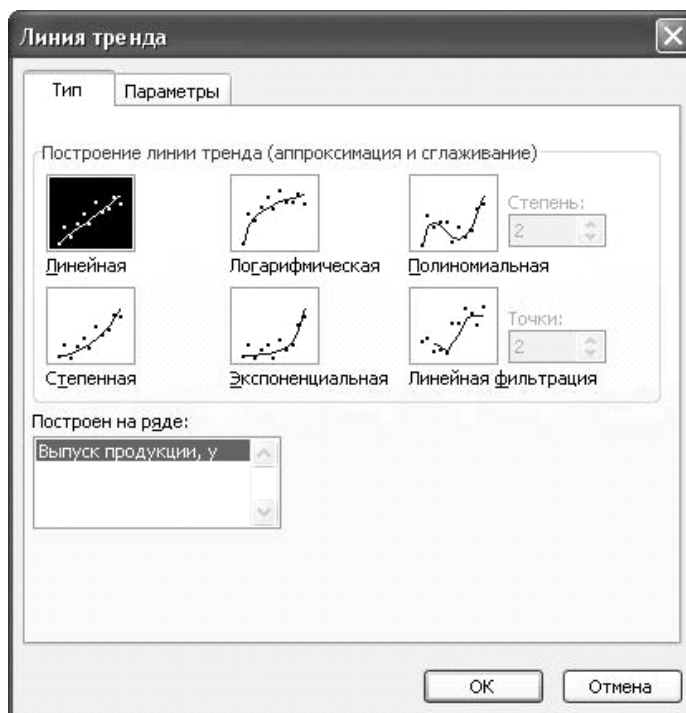 Линия тренда
Тип
Параметры
Построение линии тренда (аппроксимация и сглаживание)
Линейная
Логарифмическая
Полиномиальная
Степень:
2
Степенная
Экспоненциальная
Линейная фильтрация
Точки:
2
Построен на ряде:
Выпуск продукции, у
ОК
Отмена